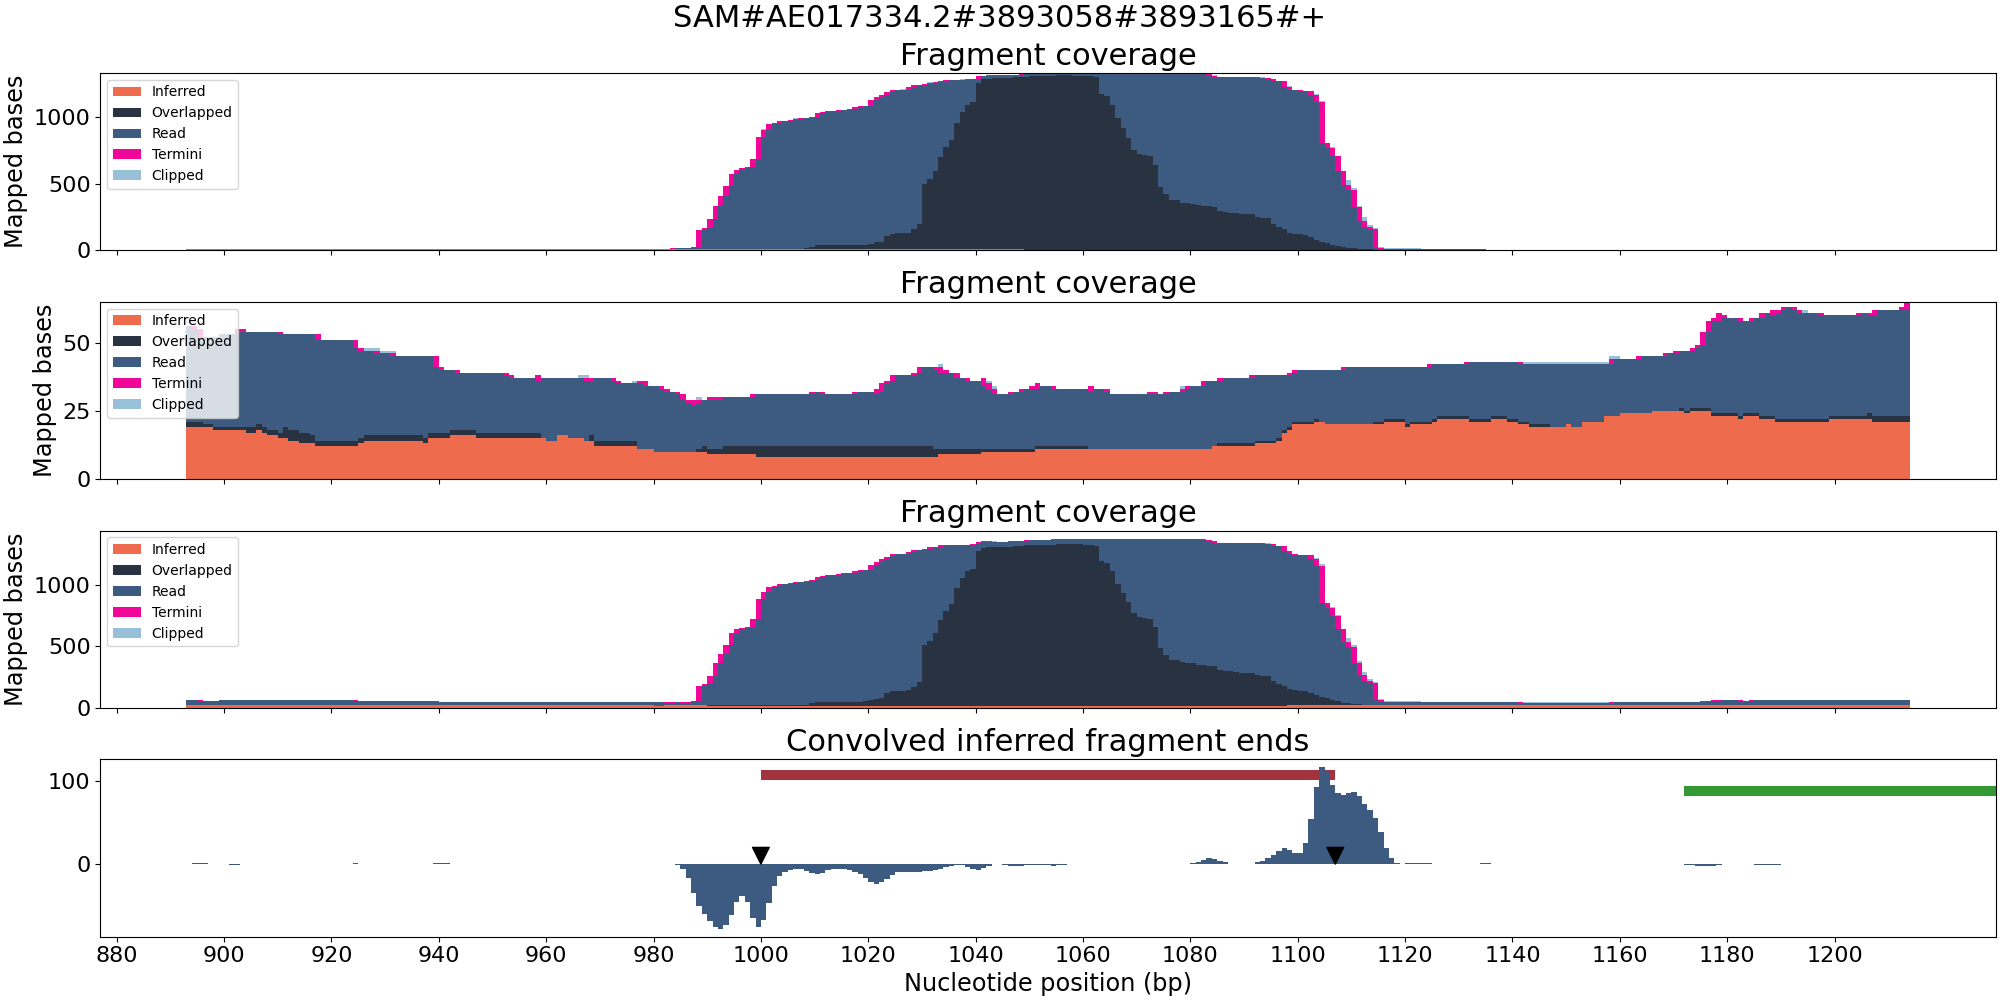 SAM#AE017334.2#3893058#3893165#+
Fragment coverage
Mapped bases
1000
500
0
Inferred
Overlapped
Read
Termini
Clipped
Fragment coverage
Mapped bases
50
25
0
Inferred
Overlapped
Read
Termini
Clipped
Fragment coverage
Mapped bases
1000
500
0
Inferred
Overlapped
Read
Termini
Clipped
Convolved inferred fragment ends
100
0
880 900 920 940 960 980 1000 1020 1040 1060 1080 1100 1120 1140 1160 1180 1200
Nucleotide position (bp)